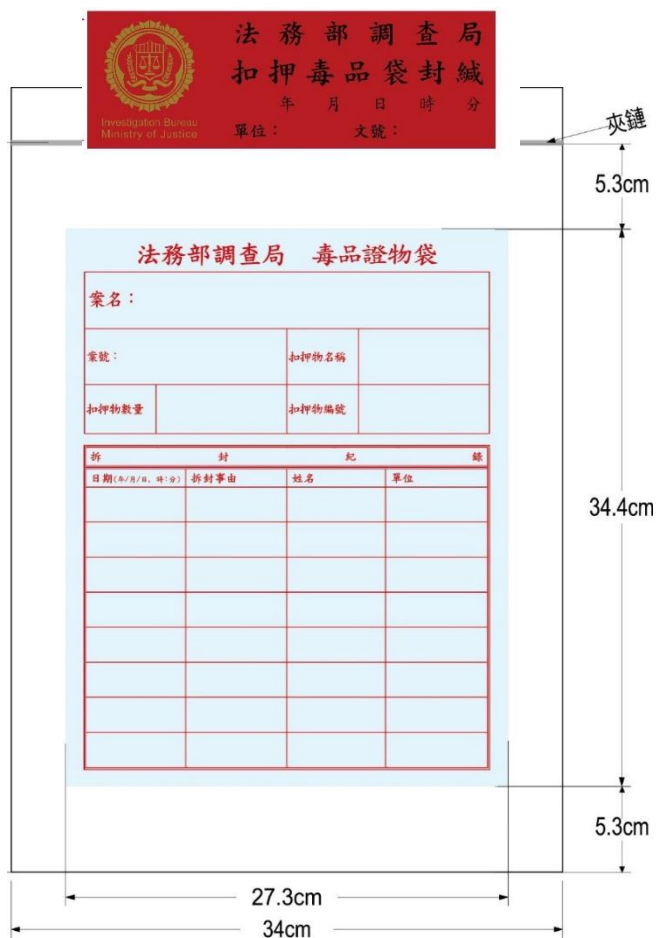 法務部調查局
扣押毒品袋封緘
年 月 日 時 分
Investigation Bureau
Ministry of Justice
單位： 文號：
夾鏈
5.3cm
法務部調查局 毒品證物袋
案名：
案號： 扣押物名稱
扣押物數量 扣押物編號
拆 封 紀 錄
日期(年/月/日，時:分) 拆封事由 姓名 單位
34.4cm
5.3cm
27.3cm
34cm